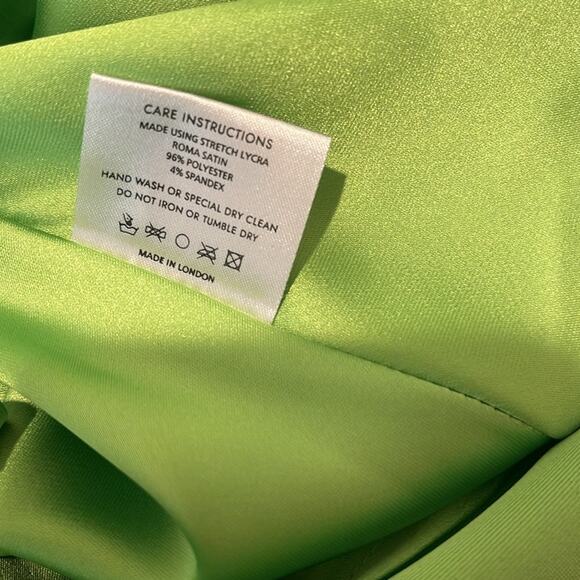 CARE INSTRUCTIONS
MADE USING STRETCH LYCRA
ROMA SATIN
96% POLYESTER
4% SPANDEX
HAND WASH OR SPECIAL DRY CLEAN
DO NOT IRON OR TUMBLE DRY
MADE IN LONDON